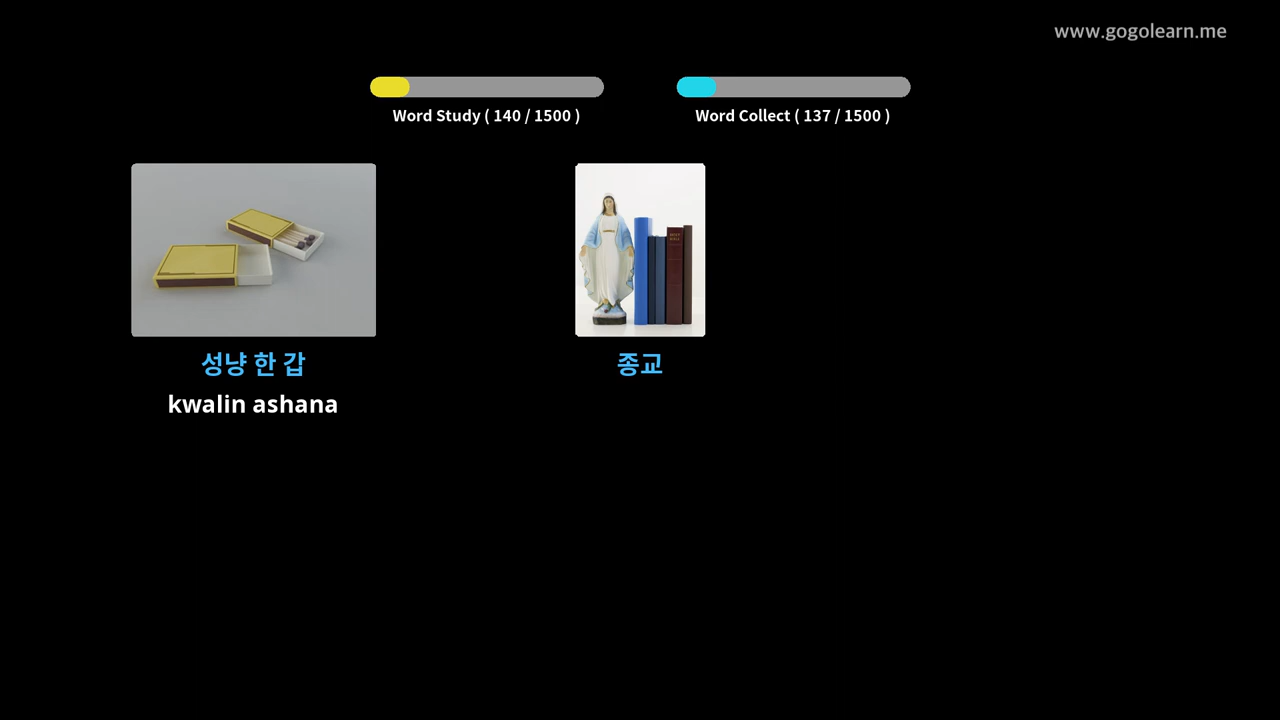 www.gogolearn.me
Word Study ( 140 / 1500 )
Word Collect ( 137 / 1500 )
성냥 한 갑
kwalin ashana
종교